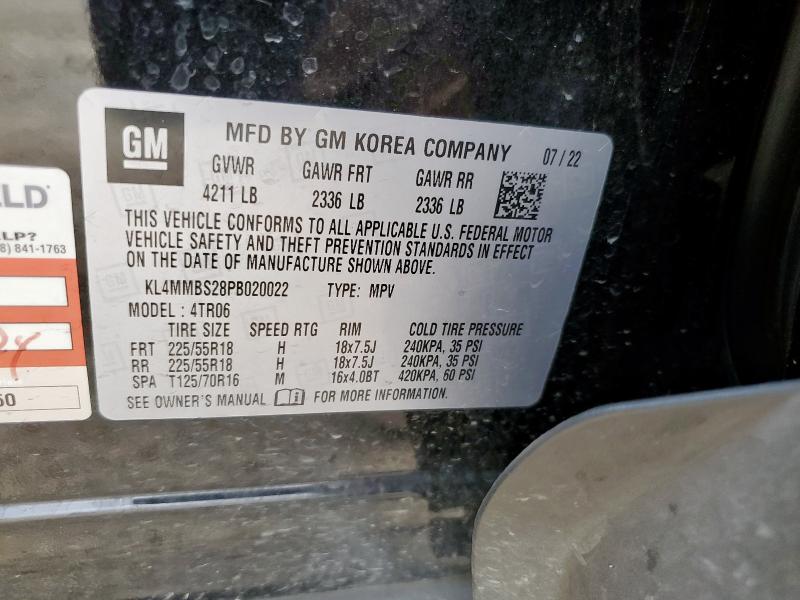 GM
MFD BY GM KOREA COMPANY 07 / 22
GVWR GAWR FRT GAWR RR
4211 LB 2336 LB 2336 LB
THIS VEHICLE CONFORMS TO ALL APPLICABLE U.S. FEDERAL MOTOR
VEHICLE SAFETY AND THEFT PREVENTION STANDARDS IN EFFECT
ON THE DATE OF MANUFACTURE SHOWN ABOVE.
KL4MMBS28PB020022 TYPE: MPV
MODEL : 4TR06
TIRE SIZE SPEED RTG RIM COLD TIRE PRESSURE
FRT 225/55R18 H 18x7.5J 240KPA, 35 PSI
RR 225/55R18 H 18x7.5J 240KPA, 35 PSI
SPA T125/70R16 M 16x4.0BT 420KPA, 60 PSI
SEE OWNER'S MANUAL FOR MORE INFORMATION.
ELD
ELP?
8) 841-1763
50